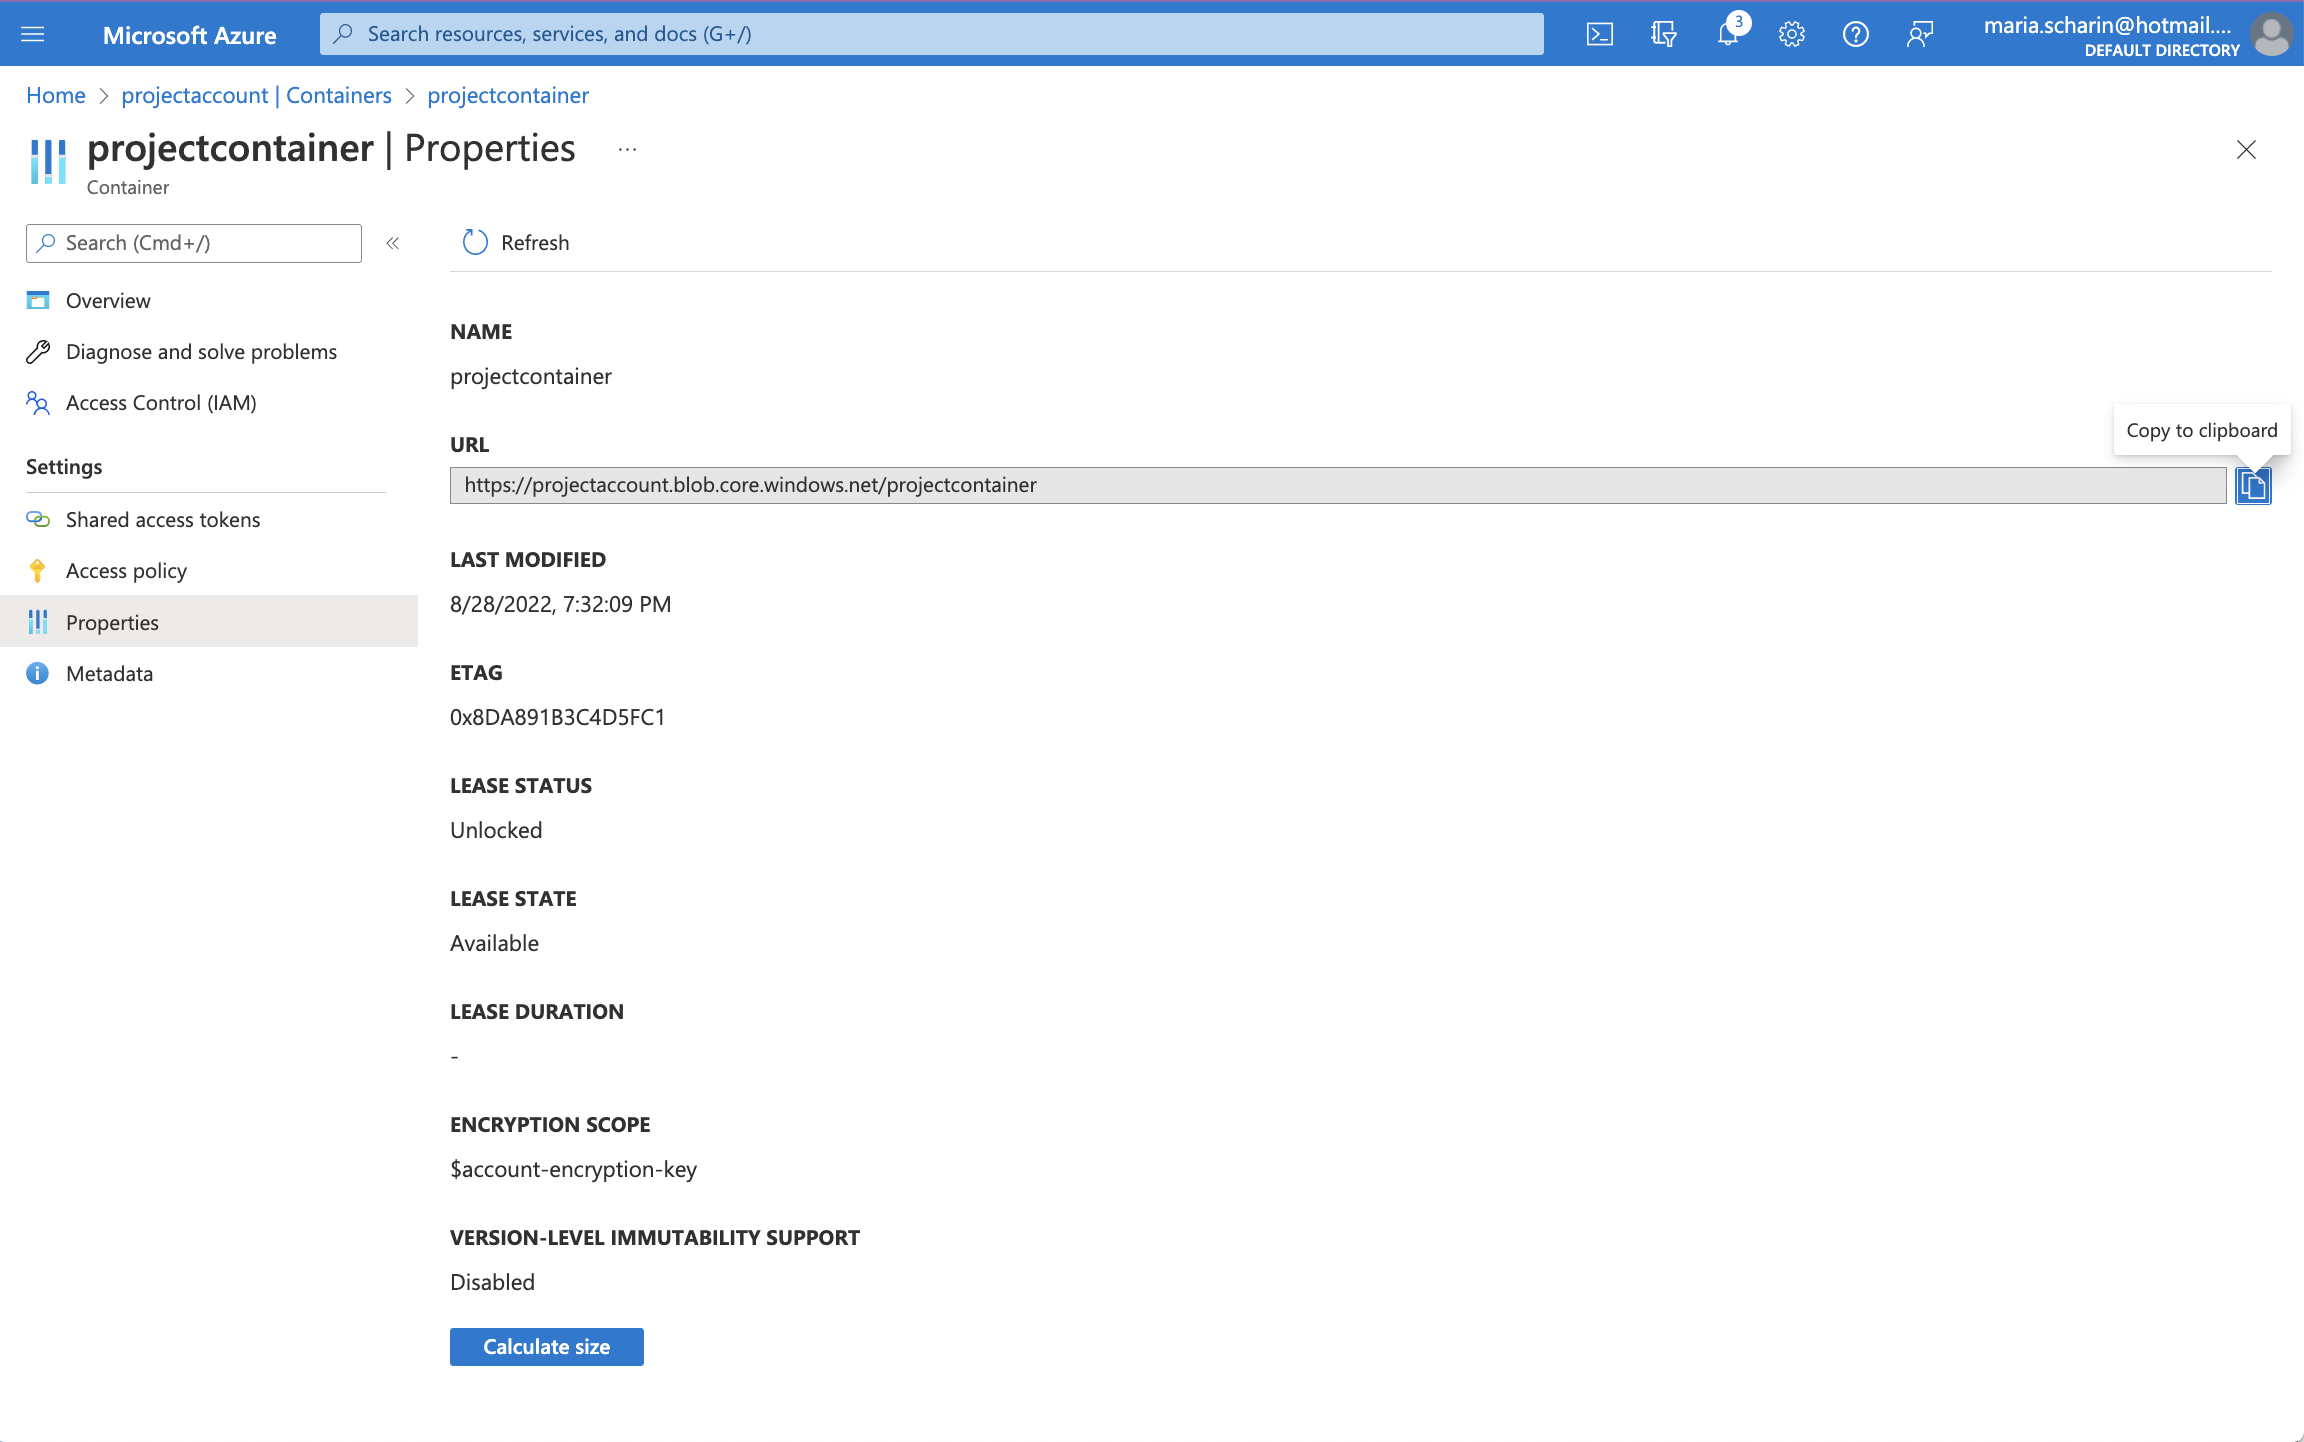 Microsoft Azure
Search resources, services, and docs (G+/)
3
maria.scharin@hotmail....
DEFAULT DIRECTORY
Home > projectaccount | Containers > projectcontainer
projectcontainer | Properties ...
Container
Search (Cmd+/)
«
Refresh
Overview
Diagnose and solve problems
Access Control (IAM)
Settings
Shared access tokens
Access policy
Properties
Metadata
NAME
projectcontainer
URL
Copy to clipboard
https://projectaccount.blob.core.windows.net/projectcontainer
LAST MODIFIED
8/28/2022, 7:32:09 PM
ETAG
0x8DA891B3C4D5FC1
LEASE STATUS
Unlocked
LEASE STATE
Available
LEASE DURATION
-
ENCRYPTION SCOPE
$account-encryption-key
VERSION-LEVEL IMMUTABILITY SUPPORT
Disabled
Calculate size